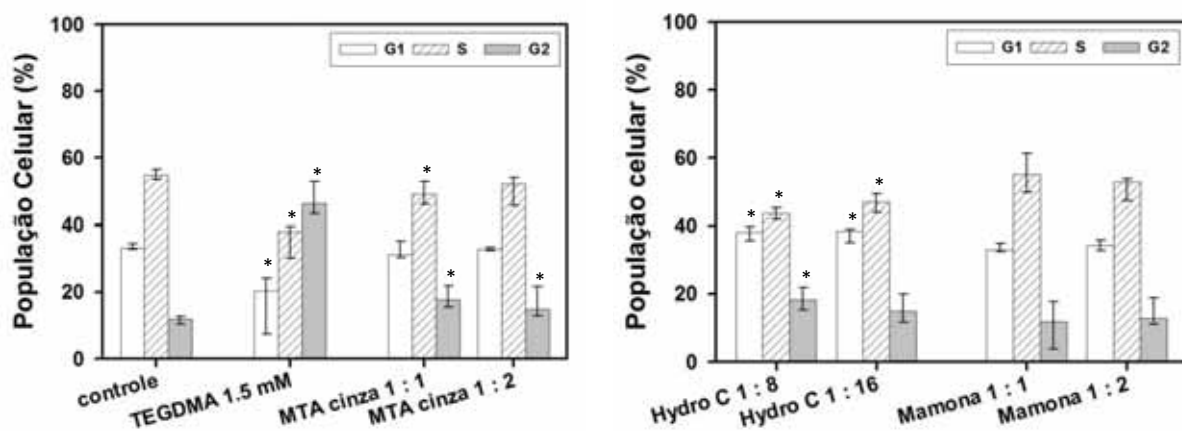 100
80
60
40
20
0
População Celular (%)
G1 S G2
* * *
* *
*
controle
TEGDMA 1.5 mM
MTA cinza 1 : 1
MTA cinza 1 : 2
100
80
60
40
20
0
População celular (%)
G1 S G2
* * *
* *
Hydro C 1 : 8
Hydro C 1 : 16
Mamona 1 : 1
Mamona 1 : 2